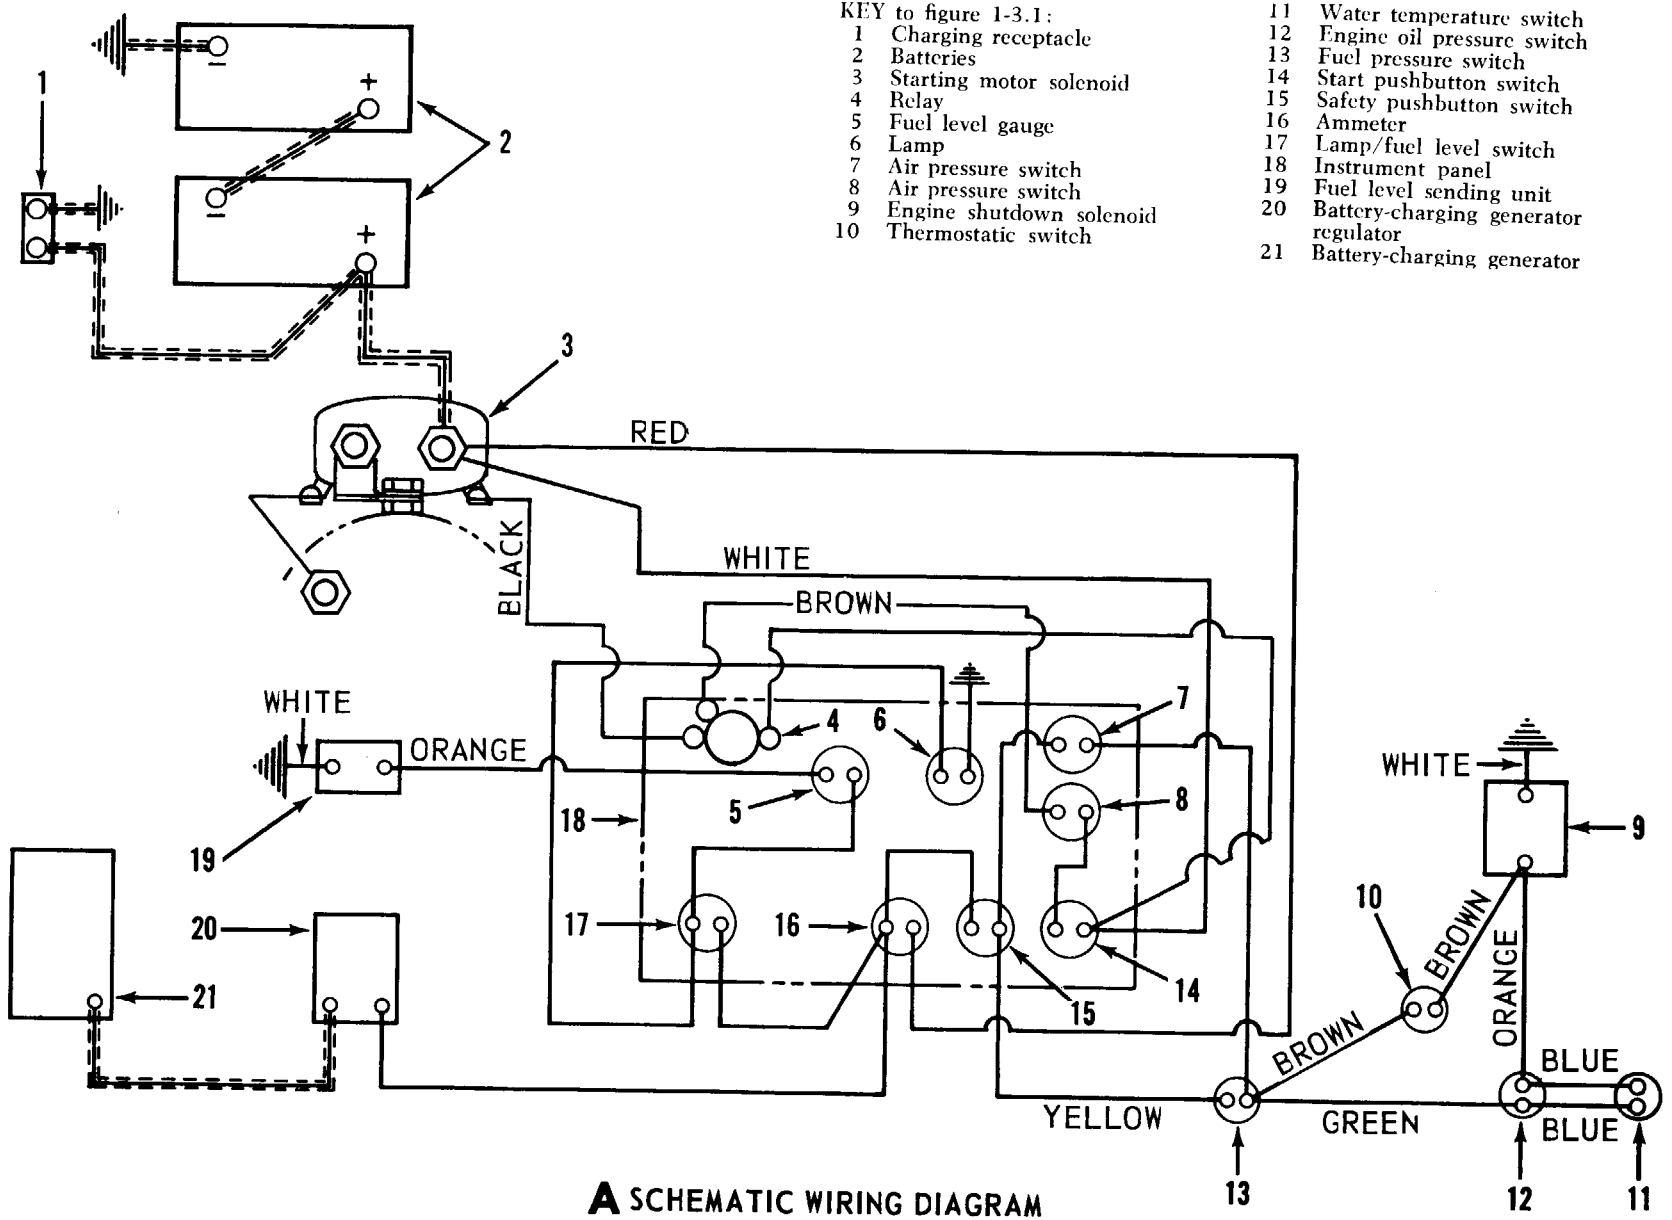 KEY to figure 1-3.1:
1 Charging receptacle
2 Batteries
3 Starting motor solenoid
4 Relay
5 Fuel level gauge
6 Lamp
7 Air pressure switch
8 Air pressure switch
9 Engine shutdown solenoid
10 Thermostatic switch
11 Water temperature switch
12 Engine oil pressure switch
13 Fuel pressure switch
14 Start pushbutton switch
15 Safety pushbutton switch
16 Ammeter
17 Lamp/fuel level switch
18 Instrument panel
19 Fuel level sending unit
20 Battery-charging generator
regulator
21 Battery-charging generator
1
−
+
2
−
+
3
RED
BLACK
WHITE
BROWN
WHITE
ORANGE
4
6
7
5
8
18
19
WHITE
9
10
BROWN
ORANGE
17
16
20
21
14
15
BROWN
BLUE
YELLOW
GREEN
BLUE
13
12
11
A SCHEMATIC WIRING DIAGRAM